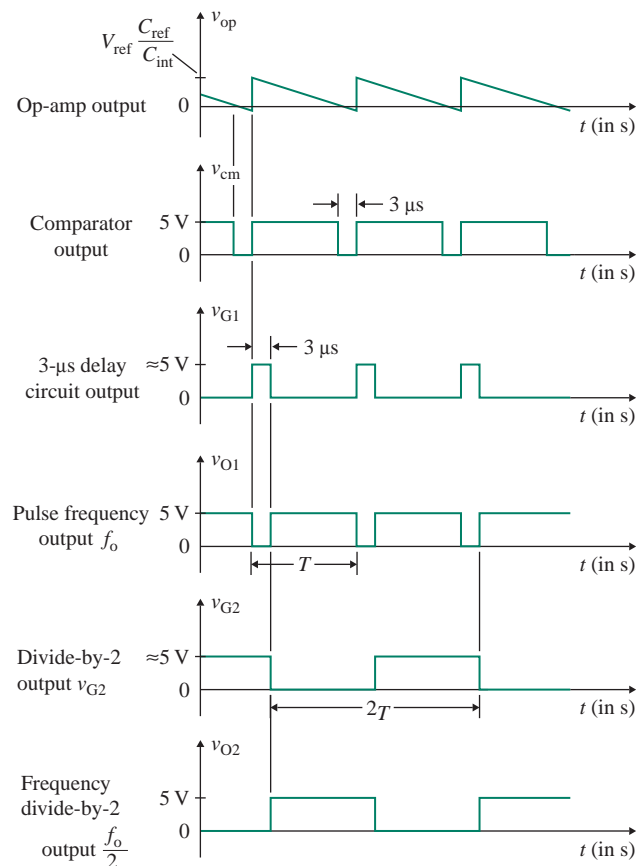 v_op
V_ref C_ref/C_int
Op-amp output
0
t (in s)
v_cm
3 μs
5 V
Comparator
output
0
t (in s)
v_G1
3 μs
3-μs delay
circuit output
≈5 V
0
t (in s)
v_O1
Pulse frequency
output f_o
5 V
0
T
t (in s)
v_G2
Divide-by-2
output v_G2
≈5 V
0
2T
t (in s)
v_O2
Frequency
divide-by-2
output f_o/2
5 V
0
t (in s)